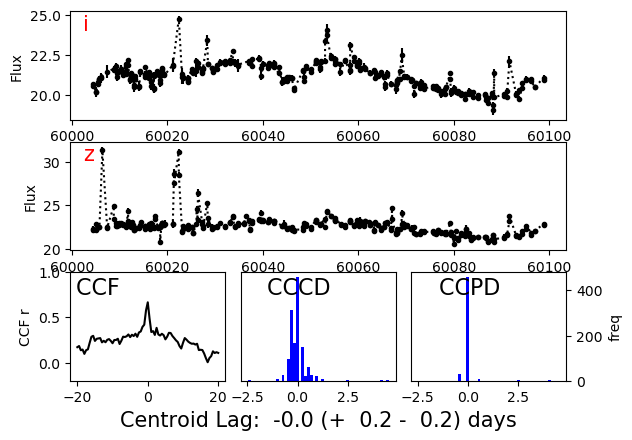 i
25.0
22.5
20.0
Flux
60000 60020 60040 60060 60080 60100
z
30
25
20
Flux
60000 60020 60040 60060 60080 60100
CCF
1.0
0.5
0.0
CCF r
−20 0 20
CCCD
−2.5 0.0 2.5
CCPD
−2.5 0.0 2.5
400
200
0
freq
Centroid Lag: -0.0 (+ 0.2 - 0.2) days